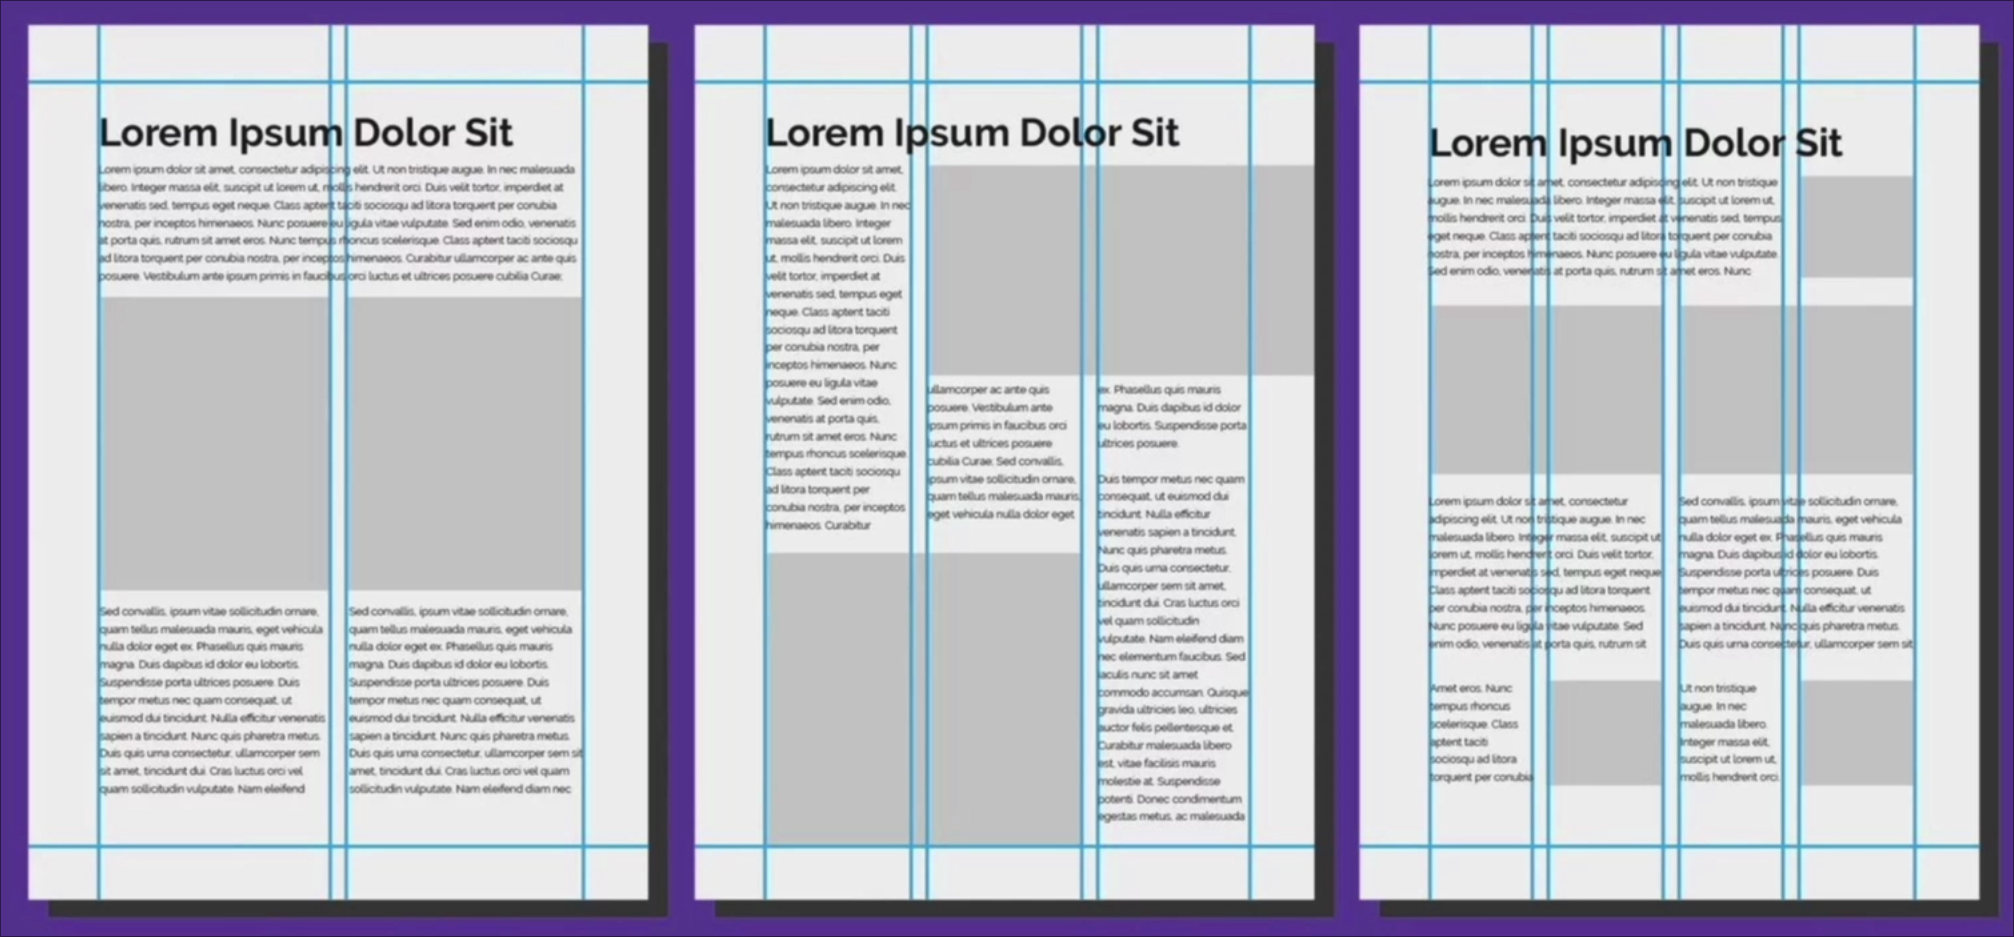 Lorem Ipsum Dolor Sit
Lorem ipsum dolor sit amet, consectetur adipiscing elit. Ut non tristique augue. In nec malesuada
libero. Integer massa elit, suscipit ut lorem ut, mollis hendrerit orci. Duis velit tortor, imperdiet at
venenatis sed, tempus eget neque. Class aptent taciti sociosqu ad litora torquent per conubia
nostra, per inceptos himenaeos. Nunc posuere eu ligula vitae vulputate. Sed enim odio, venenatis
at porta quis, rutrum sit amet eros. Nunc tempus rhoncus scelerisque. Class aptent taciti sociosqu
ad litora torquent per conubia nostra, per inceptos himenaeos. Curabitur ullamcorper ac ante quis
posuere. Vestibulum ante ipsum primis in faucibus orci luctus et ultrices posuere cubilia Curae;
Sed convallis, ipsum vitae sollicitudin ornare,
quam tellus malesuada mauris, eget vehicula
nulla dolor eget ex. Phasellus quis mauris
magna. Duis dapibus id dolor eu lobortis.
Suspendisse porta ultrices posuere. Duis
tempor metus nec quam consequat, ut
euismod dui tincidunt. Nulla efficitur venenatis
sapien a tincidunt. Nunc quis pharetra metus.
Duis quis urna consectetur, ullamcorper sem
sit amet, tincidunt dui. Cras luctus orci vel
quam sollicitudin vulputate. Nam eleifend
Sed convallis, ipsum vitae sollicitudin ornare,
quam tellus malesuada mauris, eget vehicula
nulla dolor eget ex. Phasellus quis mauris
magna. Duis dapibus id dolor eu lobortis.
Suspendisse porta ultrices posuere. Duis
tempor metus nec quam consequat, ut
euismod dui tincidunt. Nulla efficitur venenatis
sapien a tincidunt. Nunc quis pharetra metus.
Duis quis urna consectetur, ullamcorper sem sit
amet, tincidunt dui. Cras luctus orci vel quam
sollicitudin vulputate. Nam eleifend diam nec
Lorem Ipsum Dolor Sit
Lorem ipsum dolor sit amet,
consectetur adipiscing elit.
Ut non tristique augue. In nec
malesuada libero. Integer
massa elit, suscipit ut lorem
ut, mollis hendrerit orci. Duis
velit tortor, imperdiet at
venenatis sed, tempus eget
neque. Class aptent taciti
sociosqu ad litora torquent
per conubia nostra, per
inceptos himenaeos. Nunc
posuere eu ligula vitae
vulputate. Sed enim odio,
venenatis at porta quis,
rutrum sit amet eros. Nunc
tempus rhoncus scelerisque.
Class aptent taciti sociosqu
ad litora torquent per
conubia nostra, per inceptos
himenaeos. Curabitur
ullamcorper ac ante quis
posuere. Vestibulum ante
ipsum primis in faucibus orci
luctus et ultrices posuere
cubilia Curae; Sed convallis,
ipsum vitae sollicitudin ornare,
quam tellus malesuada mauris,
eget vehicula nulla dolor eget
ex. Phasellus quis mauris
magna. Duis dapibus id dolor
eu lobortis. Suspendisse porta
ultrices posuere.
Duis tempor metus nec quam
consequat, ut euismod dui
tincidunt. Nulla efficitur
venenatis sapien a tincidunt.
Nunc quis pharetra metus.
Duis quis urna consectetur,
ullamcorper sem sit amet,
tincidunt dui. Cras luctus orci
vel quam sollicitudin
vulputate. Nam eleifend diam
nec elementum faucibus. Sed
iaculis nunc sit amet
commodo accumsan. Quisque
gravida ultricies leo, ultricies
auctor felis pellentesque et.
Curabitur malesuada libero
est, vitae facilisis mauris
molestie at. Suspendisse
potenti. Donec condimentum
egestas metus, ac malesuada
Lorem Ipsum Dolor Sit
Lorem ipsum dolor sit amet, consectetur adipiscing elit. Ut non tristique
augue. In nec malesuada libero. Integer massa elit, suscipit ut lorem ut,
mollis hendrerit orci. Duis velit tortor, imperdiet at venenatis sed, tempus
eget neque. Class aptent taciti sociosqu ad litora torquent per conubia
nostra, per inceptos himenaeos. Nunc posuere eu ligula vitae vulputate.
Sed enim odio, venenatis at porta quis, rutrum sit amet eros. Nunc
Lorem ipsum dolor sit amet, consectetur
adipiscing elit. Ut non tristique augue. In nec
malesuada libero. Integer massa elit, suscipit ut
lorem ut, mollis hendrerit orci. Duis velit tortor,
imperdiet at venenatis sed, tempus eget neque.
Class aptent taciti sociosqu ad litora torquent
per conubia nostra, per inceptos himenaeos.
Nunc posuere eu ligula vitae vulputate. Sed
enim odio, venenatis at porta quis, rutrum sit
Sed convallis, ipsum vitae sollicitudin ornare,
quam tellus malesuada mauris, eget vehicula
nulla dolor eget ex. Phasellus quis mauris
magna. Duis dapibus id dolor eu lobortis.
Suspendisse porta ultrices posuere. Duis
tempor metus nec quam consequat, ut
euismod dui tincidunt. Nulla efficitur venenatis
sapien a tincidunt. Nunc quis pharetra metus.
Duis quis urna consectetur, ullamcorper sem sit
Amet eros. Nunc
tempus rhoncus
scelerisque. Class
aptent taciti
sociosqu ad litora
torquent per conubia
Ut non tristique
augue. In nec
malesuada libero.
Integer massa elit,
suscipit ut lorem ut,
mollis hendrerit orci.